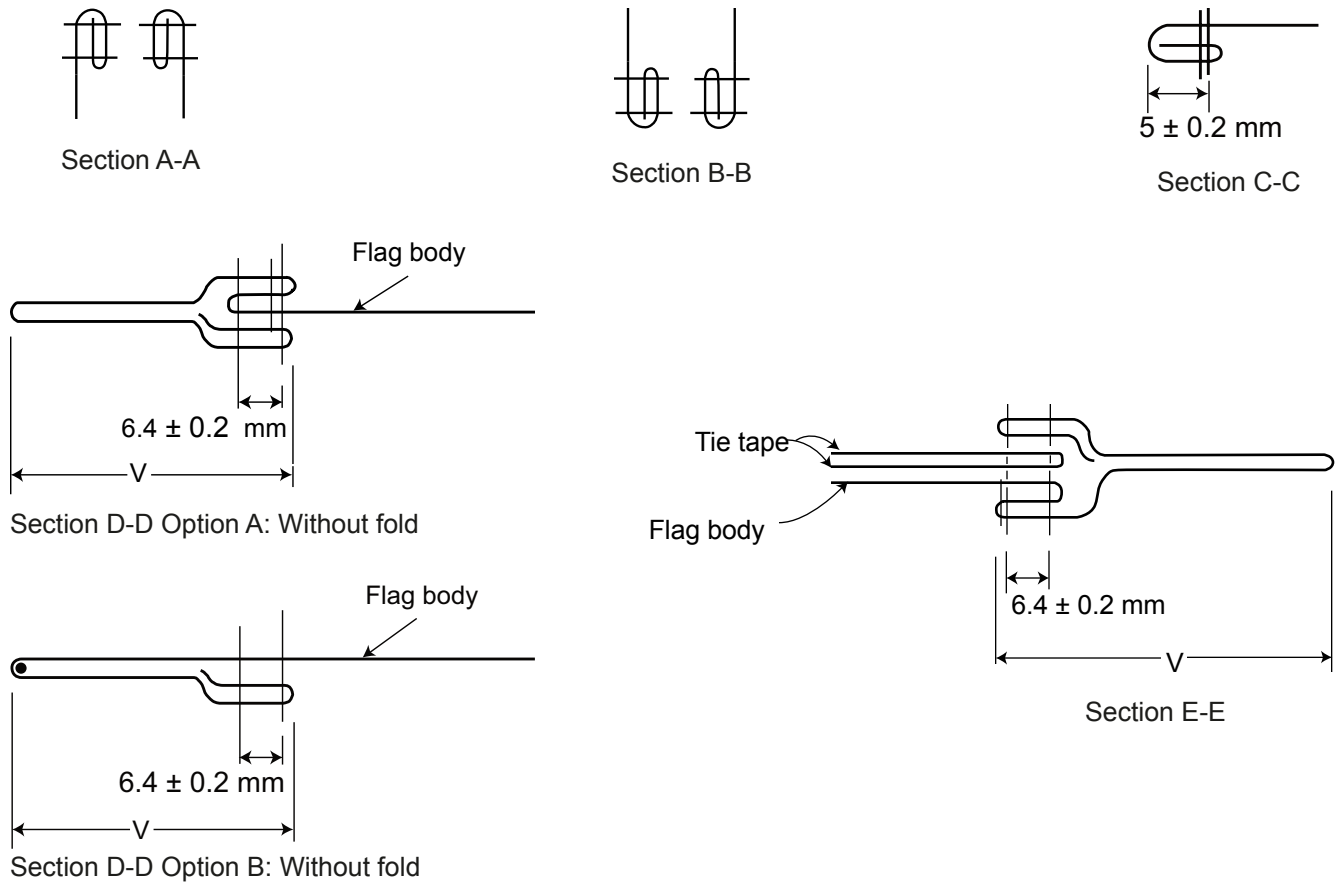 Section A-A
Section B-B
5 ± 0.2 mm
Section C-C
Flag body
6.4 ± 0.2 mm
V
Section D-D Option A: Without fold
Tie tape
Flag body
6.4 ± 0.2 mm
V
Section E-E
Flag body
6.4 ± 0.2 mm
V
Section D-D Option B: Without fold